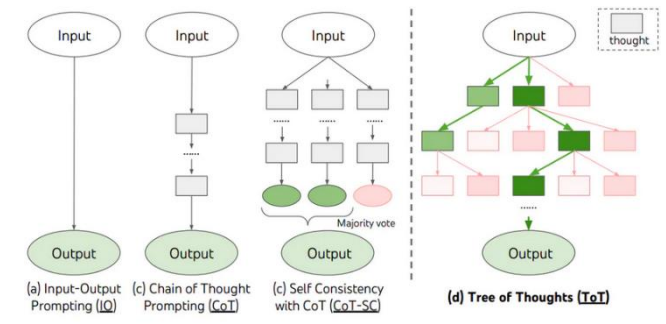 Input
Input
Input
Input
thought
......
......
......
......
......
Majority vote
Output
Output
Output
Output
(a) Input-Output
Prompting (IO)
(c) Chain of Thought
Prompting (CoT)
(c) Self Consistency
with CoT (CoT-SC)
(d) Tree of Thoughts (ToT)